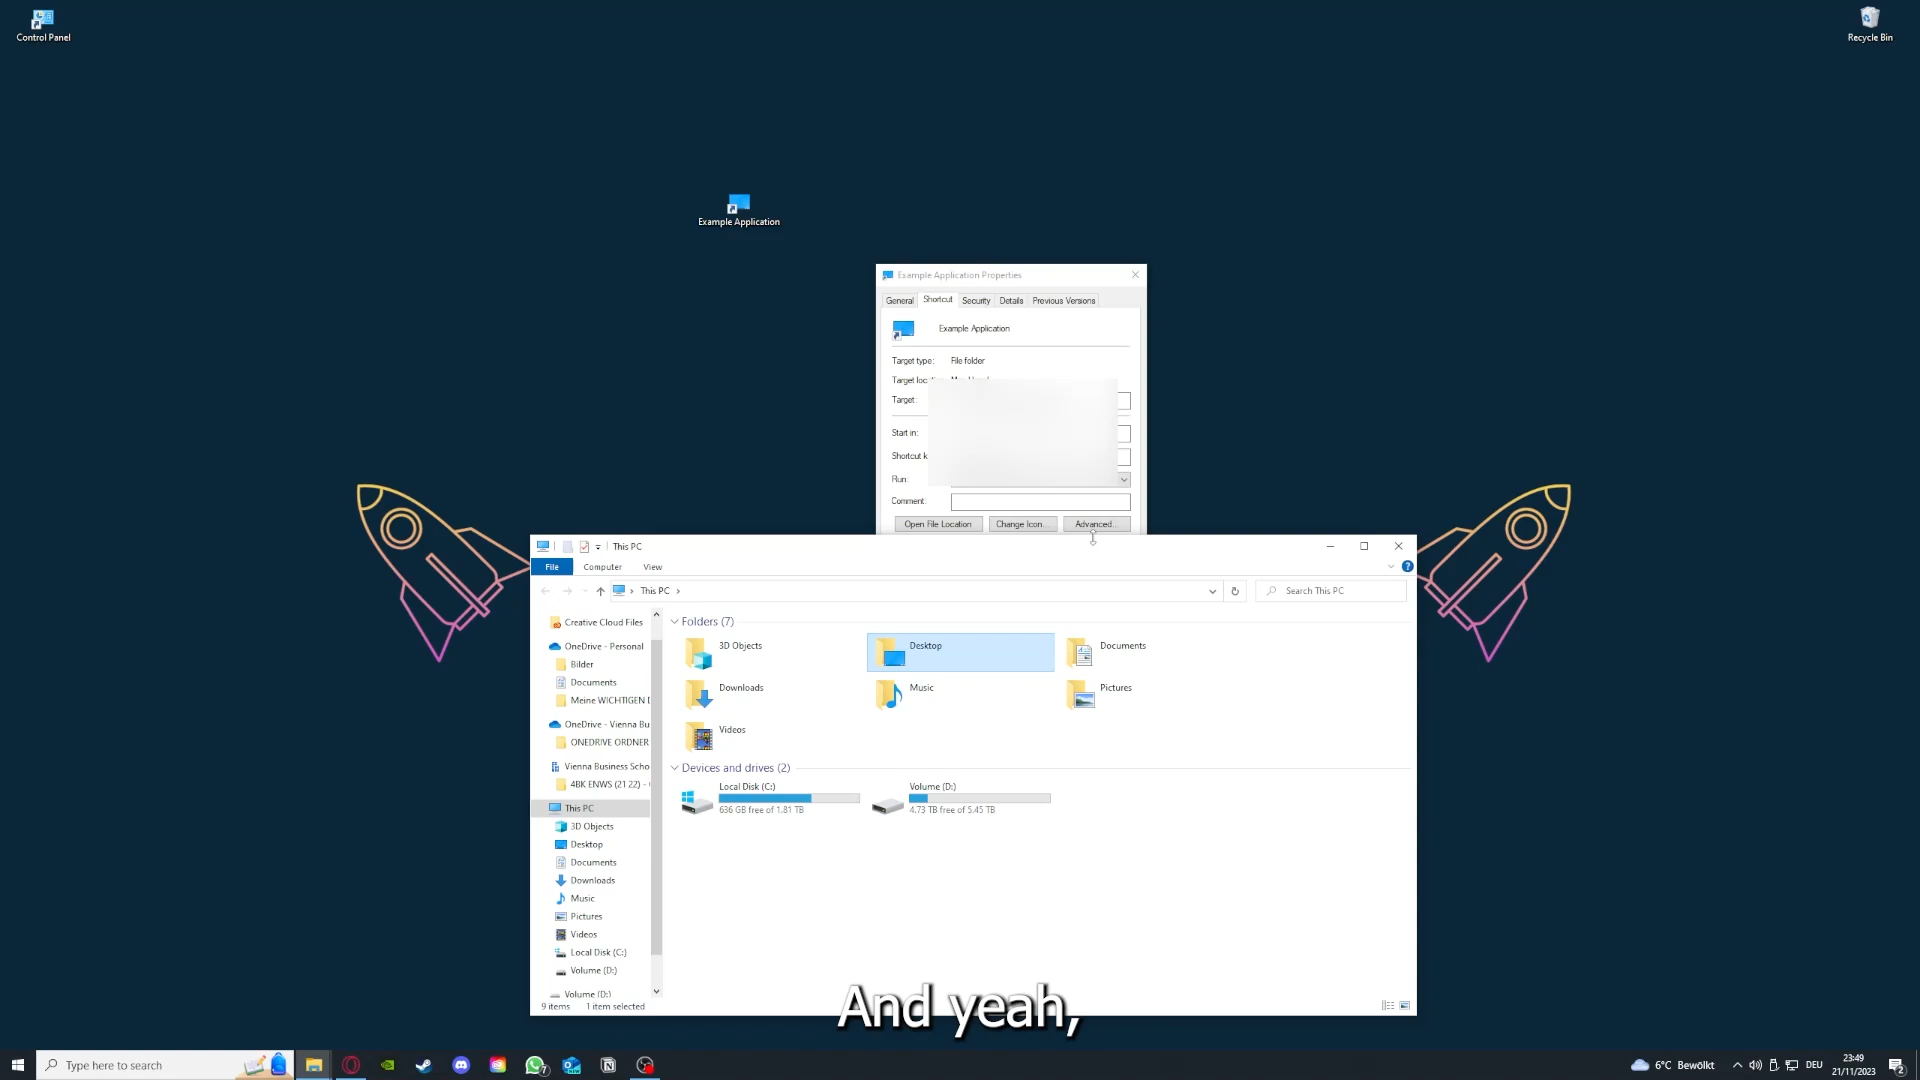 Control Panel
Recycle Bin
Example Application
Example Application Properties
General Shortcut Security Details Previous Versions
Example Application
Target type: File folder
Target
Target:
Start in:
Shortcut k
Run:
Comment:
Open File Location Change Icon... Advanced...
This PC
File Computer View
This PC
Search This PC
Creative Cloud Files
OneDrive - Personal
Bilder
Documents
Meine WICHTIGEN D
OneDrive - Vienna Bu
ONEDRIVE ORDNER
Vienna Business Scho
4BK ENWS (21 22) -
This PC
3D Objects
Desktop
Documents
Downloads
Music
Pictures
Videos
Local Disk (C:)
Volume (D:)
Volume (D:)
Folders (7)
3D Objects
Desktop
Documents
Downloads
Music
Pictures
Videos
Devices and drives (2)
Local Disk (C:)
636 GB free of 1.81 TB
Volume (D:)
4.73 TB free of 5.45 TB
9 items 1 item selected
And yeah,
Type here to search
7
6°C Bewölkt
DEU
23:49
21/11/2023
2